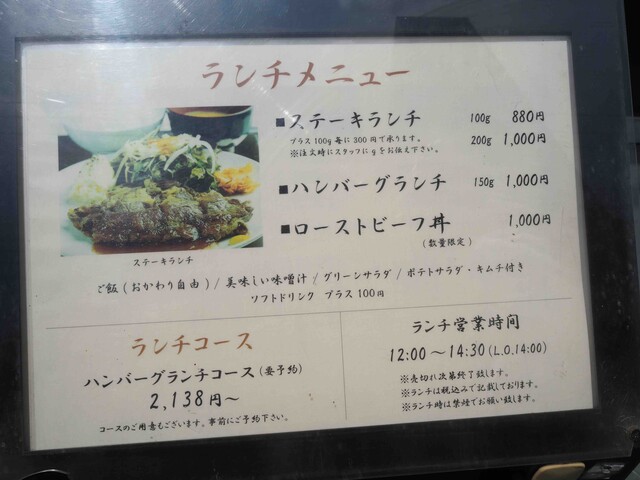 ランチメニュー
■ステーキランチ 100g 880円
プラス100g毎に300円で承ります。 200g 1,000円
※注文時にスタッフにgをお伝え下さい。
■ハンバーグランチ 150g 1,000円
■ローストビーフ丼 1,000円
(数量限定)
ステーキランチ
ご飯(おかわり自由)/美味しい味噌汁/グリーンサラダ/ポテトサラダ・キムチ付き
ソフトドリンク プラス100円
ランチコース
ハンバーグランチコース(要予約)
2,138円～
コースのご用意もございます。事前にご予約下さい。
ランチ営業時間
12:00～14:30(L.O.14:00)
※売切れ次第終了致します。
※ランチは税込みで記載しております。
※ランチ時は禁煙でお願い致します。